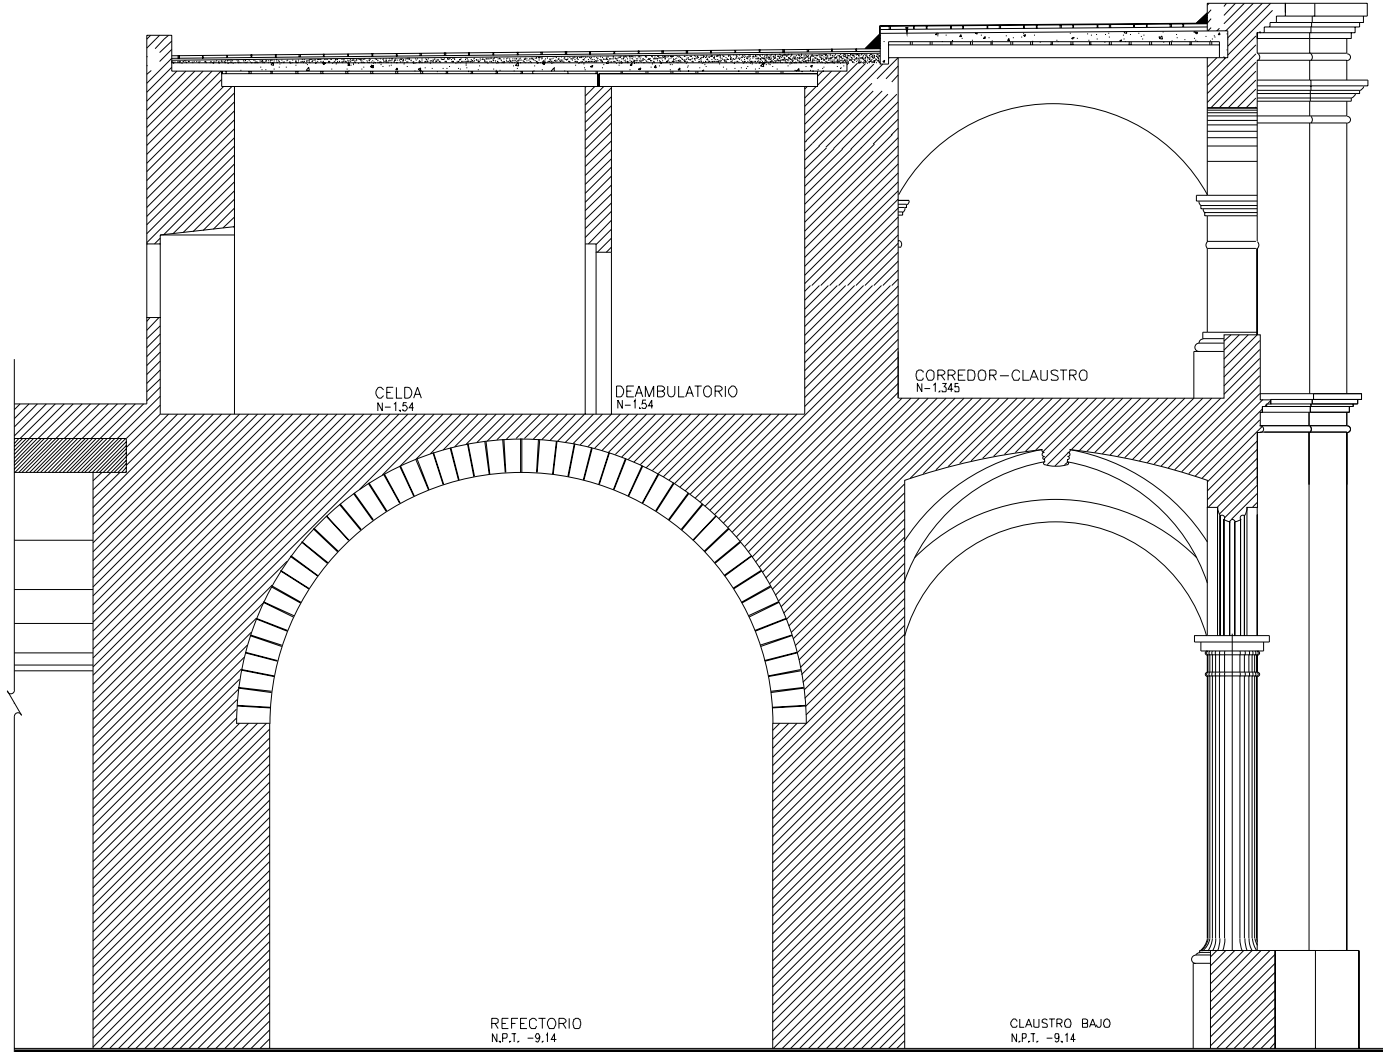 CORREDOR-CLAUSTRO
N-1.345
CELDA
N-1.54
DEAMBULATORIO
N-1.54
REFECTORIO
N.P.T. -9.14
CLAUSTRO BAJO
N.P.T. -9.14